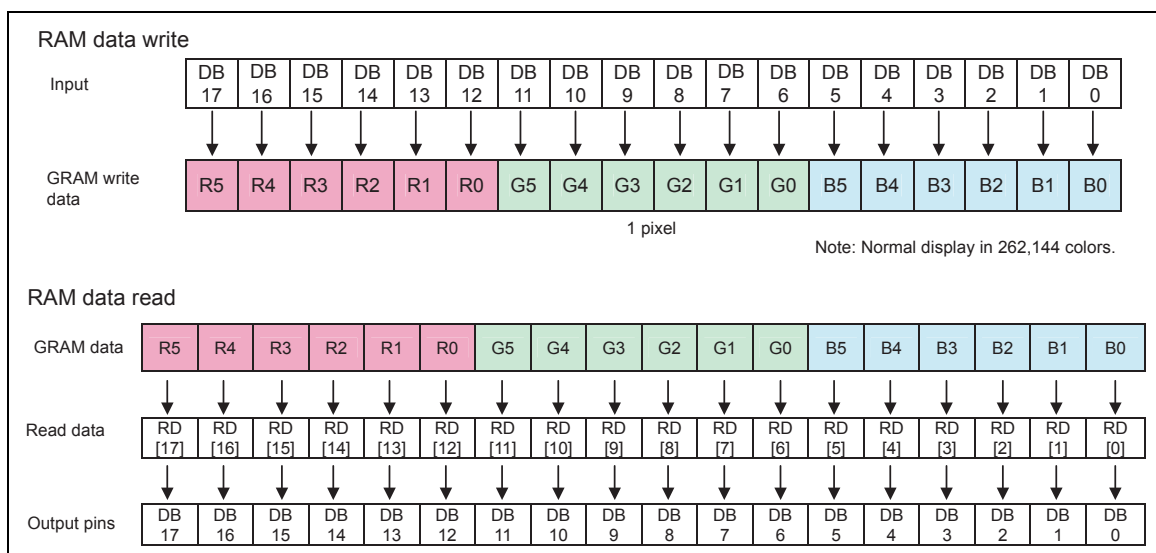 RAM data write
Input
DB 17 DB 16 DB 15 DB 14 DB 13 DB 12 DB 11 DB 10 DB 9 DB 8 DB 7 DB 6 DB 5 DB 4 DB 3 DB 2 DB 1 DB 0
GRAM write data
R5 R4 R3 R2 R1 R0 G5 G4 G3 G2 G1 G0 B5 B4 B3 B2 B1 B0
1 pixel
Note: Normal display in 262,144 colors.
RAM data read
GRAM data R5 R4 R3 R2 R1 R0 G5 G4 G3 G2 G1 G0 B5 B4 B3 B2 B1 B0
Read data RD [17] RD [16] RD [15] RD [14] RD [13] RD [12] RD [11] RD [10] RD [9] RD [8] RD [7] RD [6] RD [5] RD [4] RD [3] RD [2] RD [1] RD [0]
Output pins DB 17 DB 16 DB 15 DB 14 DB 13 DB 12 DB 11 DB 10 DB 9 DB 8 DB 7 DB 6 DB 5 DB 4 DB 3 DB 2 DB 1 DB 0